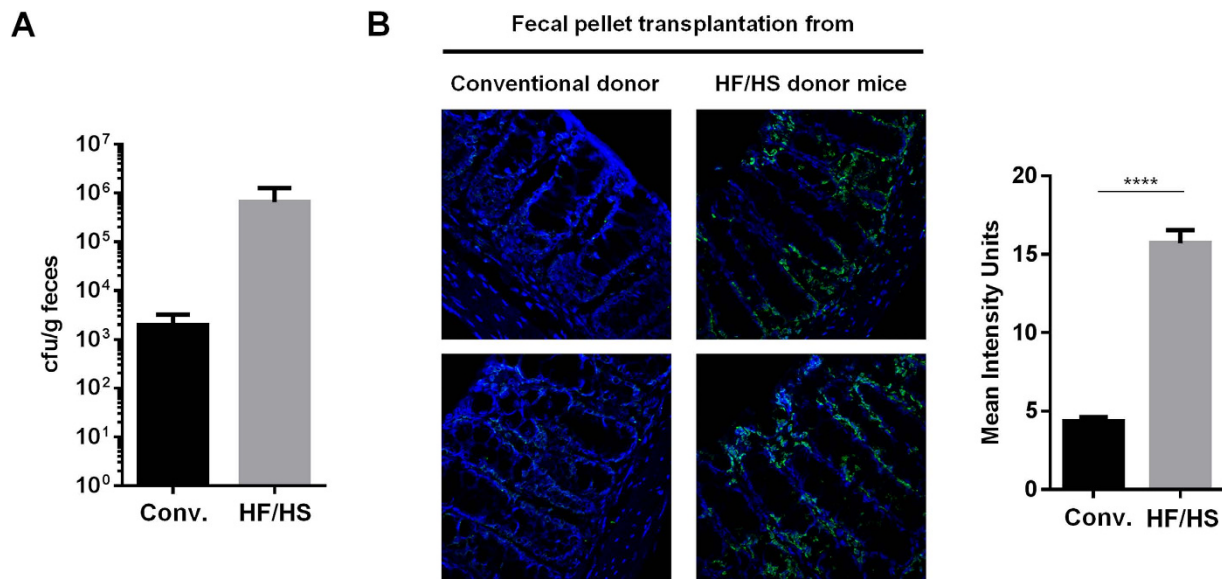 A
cfu/g feces
10⁷
10⁶
10⁵
10⁴
10³
10²
10¹
10⁰
Conv. HF/HS
B
Fecal pellet transplantation from
Conventional donor HF/HS donor mice
Mean Intensity Units
20
15
10
5
0
****
Conv. HF/HS